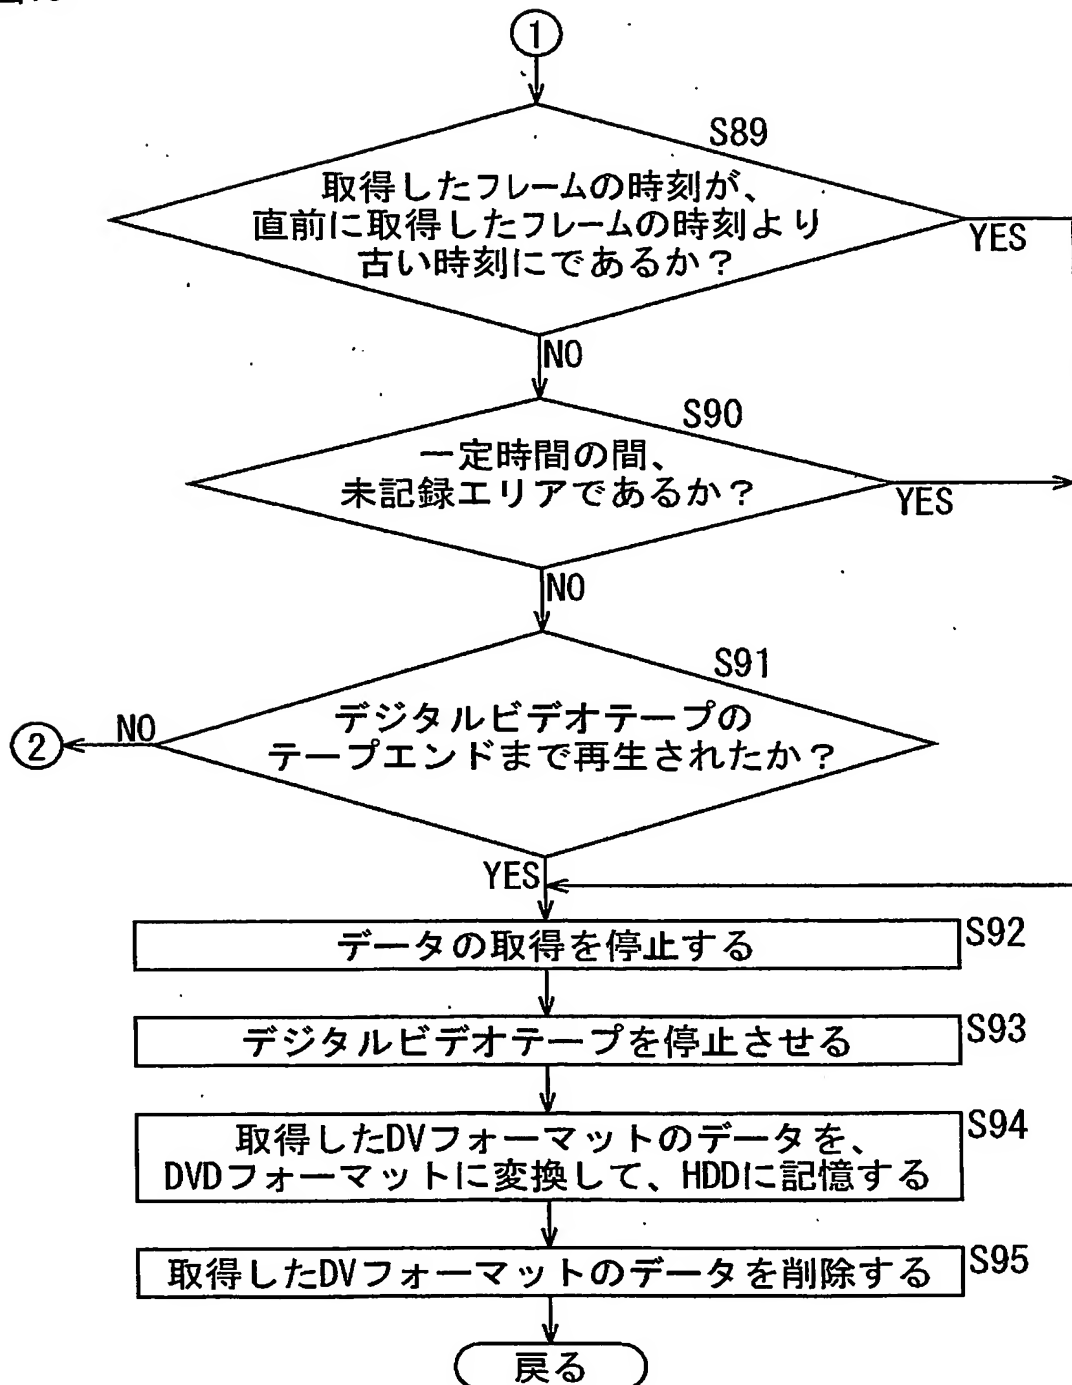 1
S89
取得したフレームの時刻が、
直前に取得したフレームの時刻より
古い時刻にであるか?
YES
NO
S90
一定時間の間、
未記録エリアであるか?
YES
NO
S91
デジタルビデオテープの
テープエンドまで再生されたか?
NO
2
YES
データの取得を停止する
S92
デジタルビデオテープを停止させる
S93
取得したDVフォーマットのデータを、
DVDフォーマットに変換して、HDDに記憶する
S94
取得したDVフォーマットのデータを削除する
S95
戻る